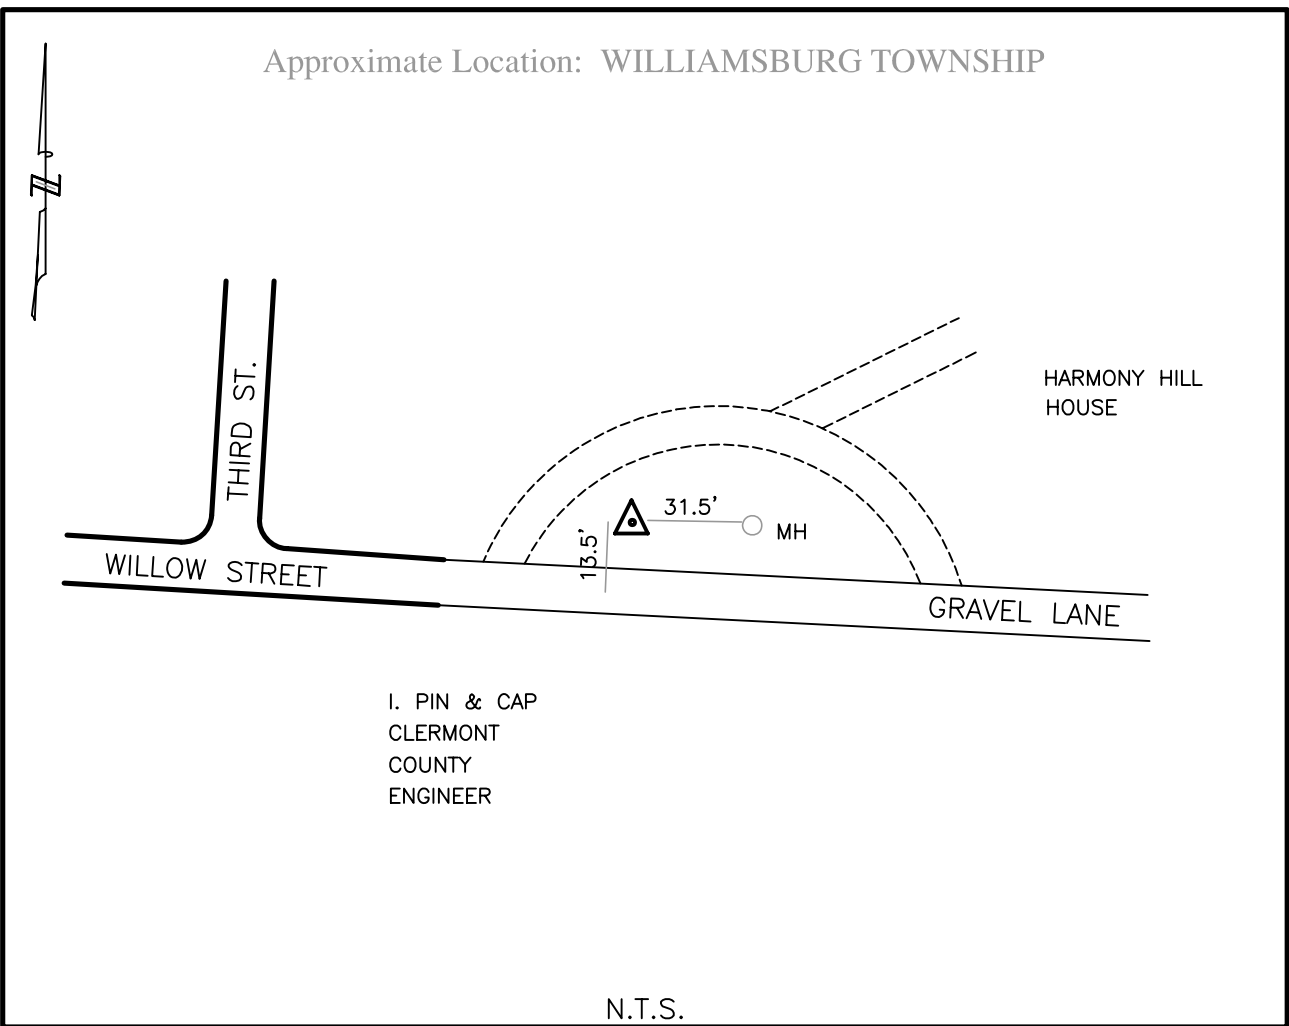 Approximate Location: WILLIAMSBURG TOWNSHIP
N
THIRD ST.
HARMONY HILL
HOUSE
31.5'
MH
13.5'
WILLOW STREET
GRAVEL LANE
I. PIN & CAP
CLERMONT
COUNTY
ENGINEER
N.T.S.